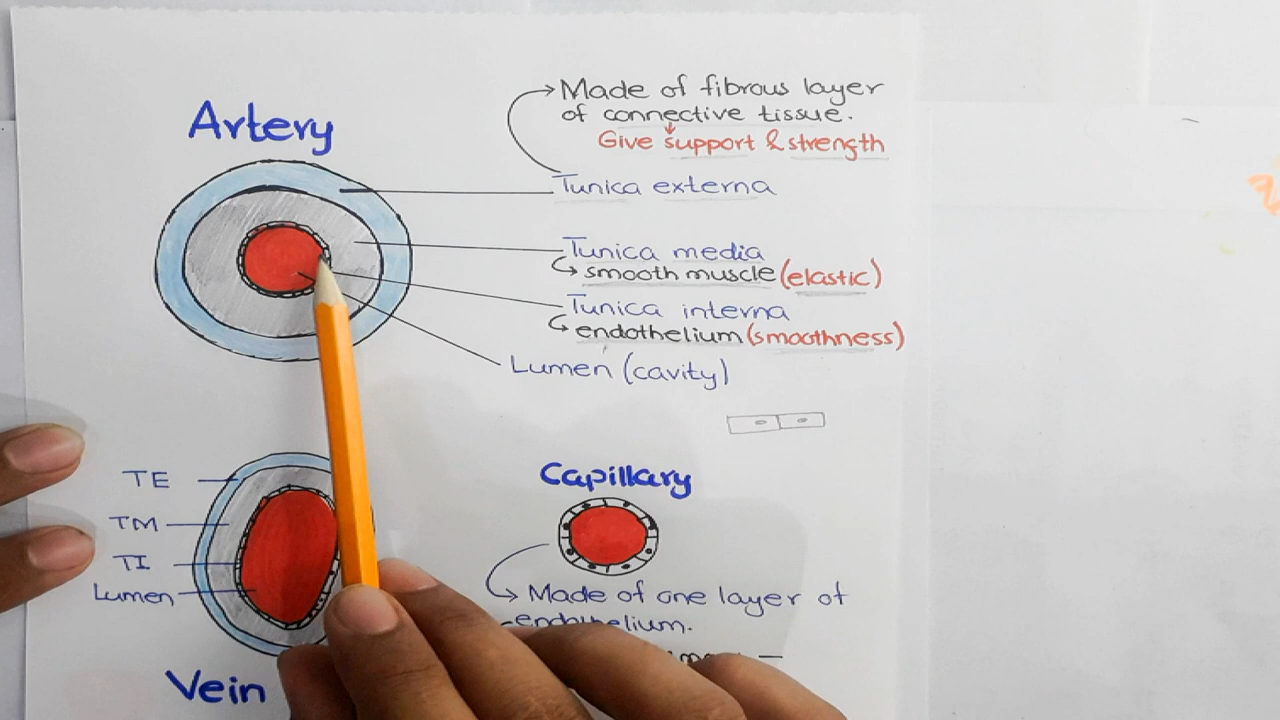 Artery
Made of fibrous layer
of connective tissue.
Give support & strength
Tunica externa
Tunica media
smooth muscle (elastic)
Tunica interna
endothelium (smoothness)
Lumen (cavity)
TE
TM
TI
Lumen
Vein
Capillary
Made of one layer of
endothelium.